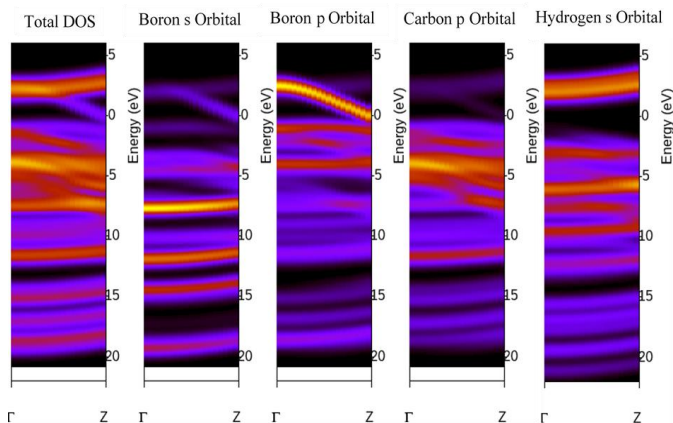 Total DOS
Boron s Orbital
Boron p Orbital
Carbon p Orbital
Hydrogen s Orbital
5 5 5 5 5
0 0 0 0 0
5 5 5 5 5
10 10 10 10 10
15 15 15 15 15
20 20 20 20 20
Energy (eV)
Energy (eV)
Energy (eV)
Energy (eV)
Energy (eV)
Γ Z Γ Z Γ Z Γ Z Γ Z